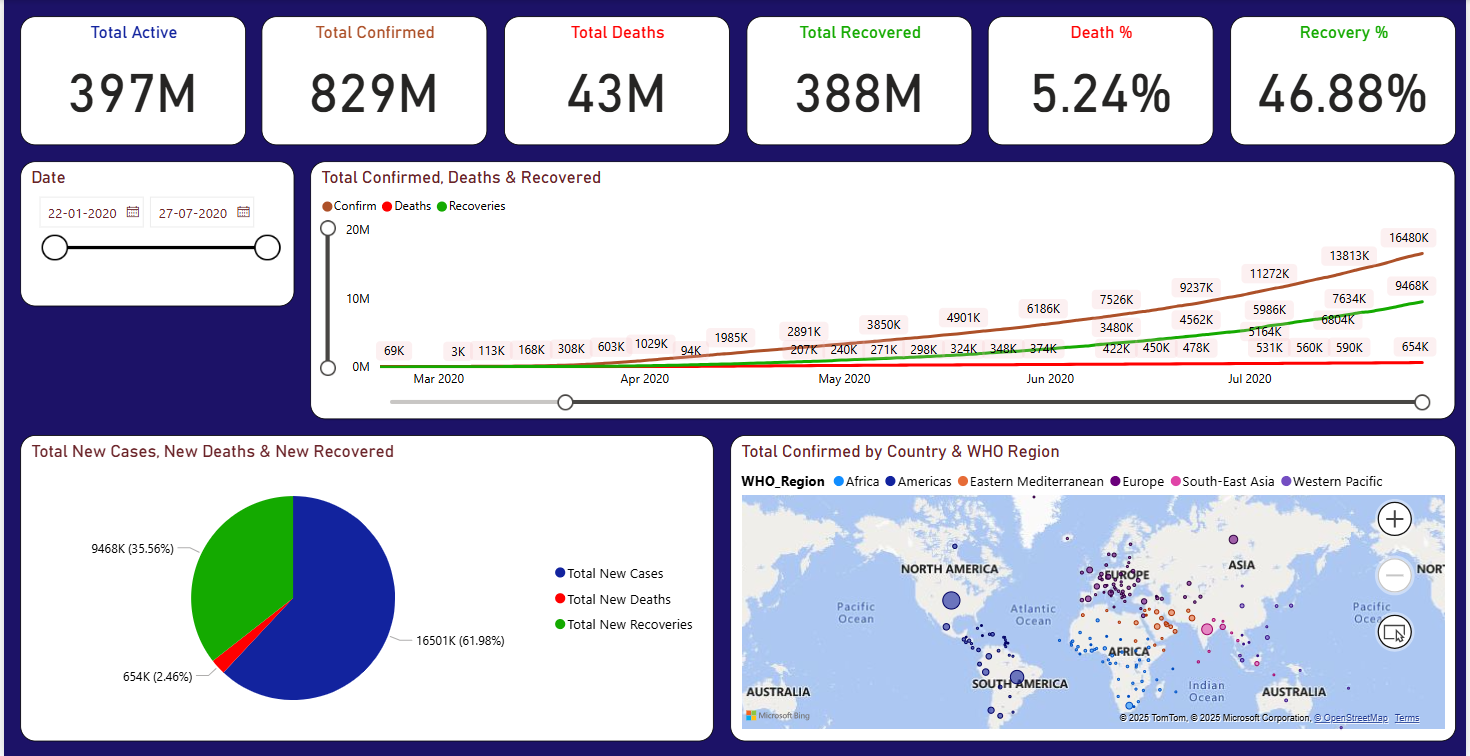 Total Active
397M
Total Confirmed
829M
Total Deaths
43M
Total Recovered
388M
Death %
5.24%
Recovery %
46.88%
Date
22-01-2020 27-07-2020
Total Confirmed, Deaths & Recovered
Confirm Deaths Recoveries
20M
10M
0M
69K 3K 113K 168K 308K 603K 1029K 94K 1985K 2891K 3850K 4901K 6186K 7526K 9237K 11272K 13813K 16480K
3480K 4562K 5986K 5164K 7634K 6804K 9468K
207K 240K 271K 298K 324K 348K 374K 422K 450K 478K 531K 560K 590K 654K
Mar 2020 Apr 2020 May 2020 Jun 2020 Jul 2020
Total New Cases, New Deaths & New Recovered
9468K (35.56%)
654K (2.46%)
16501K (61.98%)
Total New Cases
Total New Deaths
Total New Recoveries
Total Confirmed by Country & WHO Region
WHO_Region Africa Americas Eastern Mediterranean Europe South-East Asia Western Pacific
NORTH AMERICA
EUROPE
ASIA
NOR
Pacific
Ocean
Atlantic
Ocean
Pacific
Ocea
AFRICA
SOUTH AMERICA
Indian
Ocean
AUSTRALIA
AUSTRALIA
Microsoft Bing
© 2025 TomTom, © 2025 Microsoft Corporation, © OpenStreetMap Terms